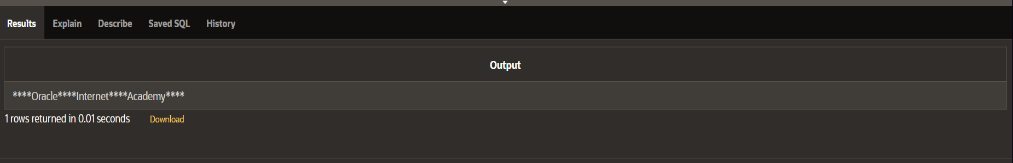 Results Explain Describe Saved SQL History
Output
****Oracle****Internet****Academy****
1 rows returned in 0.01 seconds Download